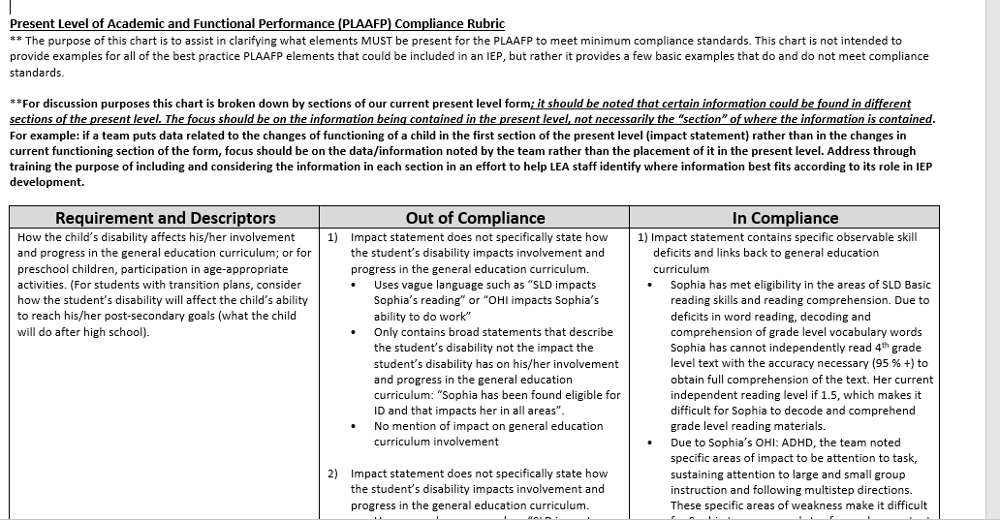 Present Level of Academic and Functional Performance (PLAAFP) Compliance Rubric
** The purpose of this chart is to assist in clarifying what elements MUST be present for the PLAAFP to meet minimum compliance standards. This chart is not intended to
provide examples for all of the best practice PLAAFP elements that could be included in an IEP, but rather it provides a few basic examples that do and do not meet compliance
standards.
**For discussion purposes this chart is broken down by sections of our current present level form; it should be noted that certain information could be found in different
sections of the present level. The focus should be on the information being contained in the present level, not necessarily the “section” of where the information is contained.
For example: if a team puts data related to the changes of functioning of a child in the first section of the present level (impact statement) rather than in the changes in
current functioning section of the form, focus should be on the data/information noted by the team rather than the placement of it in the present level. Address through
training the purpose of including and considering the information in each section in an effort to help LEA staff identify where information best fits according to its role in IEP
development.
Requirement and Descriptors
How the child’s disability affects his/her involvement
and progress in the general education curriculum; or for
preschool children, participation in age-appropriate
activities. (For students with transition plans, consider
how the student’s disability will affect the child’s ability
to reach his/her post-secondary goals (what the child
will do after high school).
Out of Compliance
1) Impact statement does not specifically state how
the student’s disability impacts involvement and
progress in the general education curriculum.
• Uses vague language such as “SLD impacts
Sophia’s reading” or “OHI impacts Sophia’s
ability to do work”
• Only contains broad statements that describe
the student’s disability not the impact the
student’s disability has on his/her involvement
and progress in the general education
curriculum: “Sophia has been found eligible for
ID and that impacts her in all areas”.
• No mention of impact on general education
curriculum involvement
2) Impact statement does not specifically state how
the student’s disability impacts involvement and
progress in the general education curriculum.
In Compliance
1) Impact statement contains specific observable skill
deficits and links back to general education
curriculum
• Sophia has met eligibility in the areas of SLD Basic
reading skills and reading comprehension. Due to
deficits in word reading, decoding and
comprehension of grade level vocabulary words
Sophia has cannot independently read 4th grade
level text with the accuracy necessary (95 % +) to
obtain full comprehension of the text. Her current
independent reading level if 1.5, which makes it
difficult for Sophia to decode and comprehend
grade level reading materials.
• Due to Sophia’s OHI: ADHD, the team noted
specific areas of impact to be attention to task,
sustaining attention to large and small group
instruction and following multistep directions.
These specific areas of weakness make it difficult